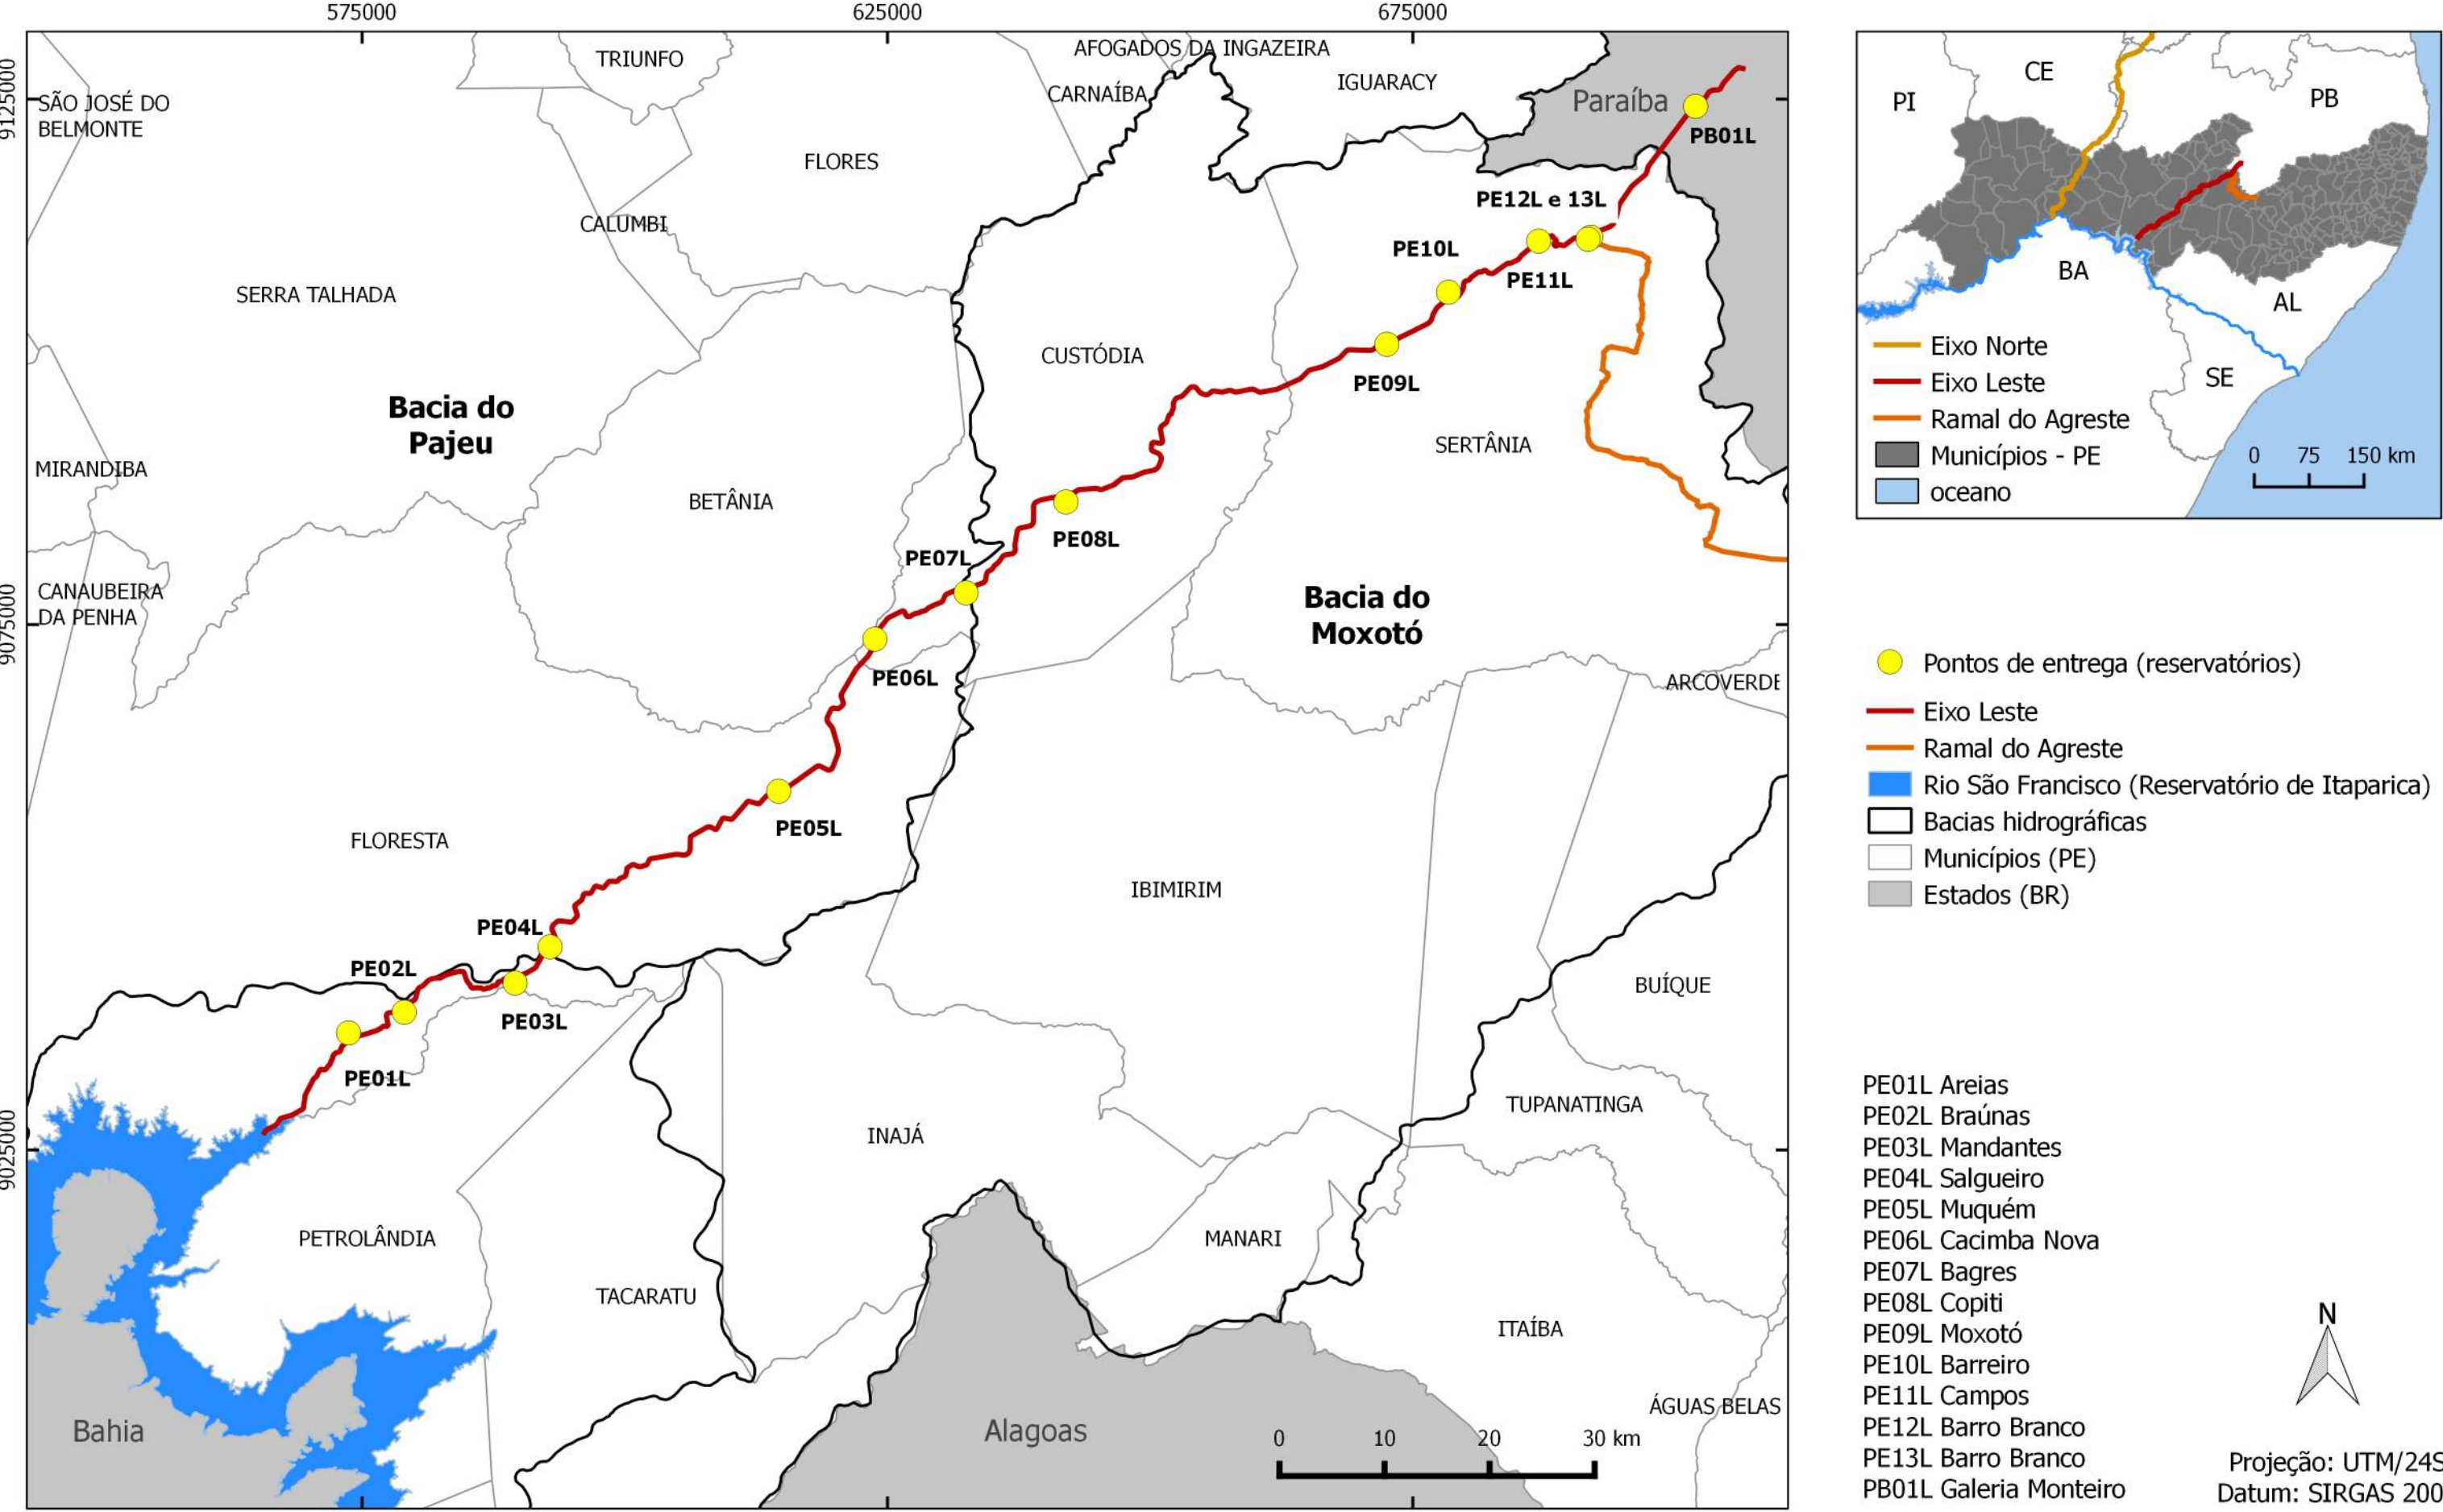 575000 625000 675000
9125000
9075000
9025000
TRIUNFO
AFOGADOS DA INGAZEIRA
IGUARACY
CARNAÍBA
SÃO JOSÉ DO
BELMONTE
Paraíba
PB01L
FLORES
PE12L e 13L
CALUMBI
PE10L
PE11L
SERRA TALHADA
CUSTÓDIA
PE09L
Bacia do
Pajeu
SERTÂNIA
MIRANDIBA
BETÂNIA
PE08L
PE07L
CANAUBEIRA
DA PENHA
Bacia do
Moxotó
PE06L
ARCOVERDE
PE05L
FLORESTA
IBIMIRIM
PE04L
PE02L
BUÍQUE
PE03L
PE01L
TUPANATINGA
INAJÁ
PETROLÂNDIA
MANARI
TACARATU
ITAÍBA
ÁGUAS BELAS
Bahia
Alagoas
0 10 20 30 km
CE
PI
PB
BA
AL
SE
Eixo Norte
Eixo Leste
Ramal do Agreste
Municípios - PE
oceano
0 75 150 km
Pontos de entrega (reservatórios)
Eixo Leste
Ramal do Agreste
Rio São Francisco (Reservatório de Itaparica)
Bacias hidrográficas
Municípios (PE)
Estados (BR)
PE01L Areias
PE02L Braúnas
PE03L Mandantes
PE04L Salgueiro
PE05L Muquém
PE06L Cacimba Nova
PE07L Bagres
PE08L Copiti
PE09L Moxotó
PE10L Barreiro
PE11L Campos
PE12L Barro Branco
PE13L Barro Branco
PB01L Galeria Monteiro
N
Projeção: UTM/24S
Datum: SIRGAS 200